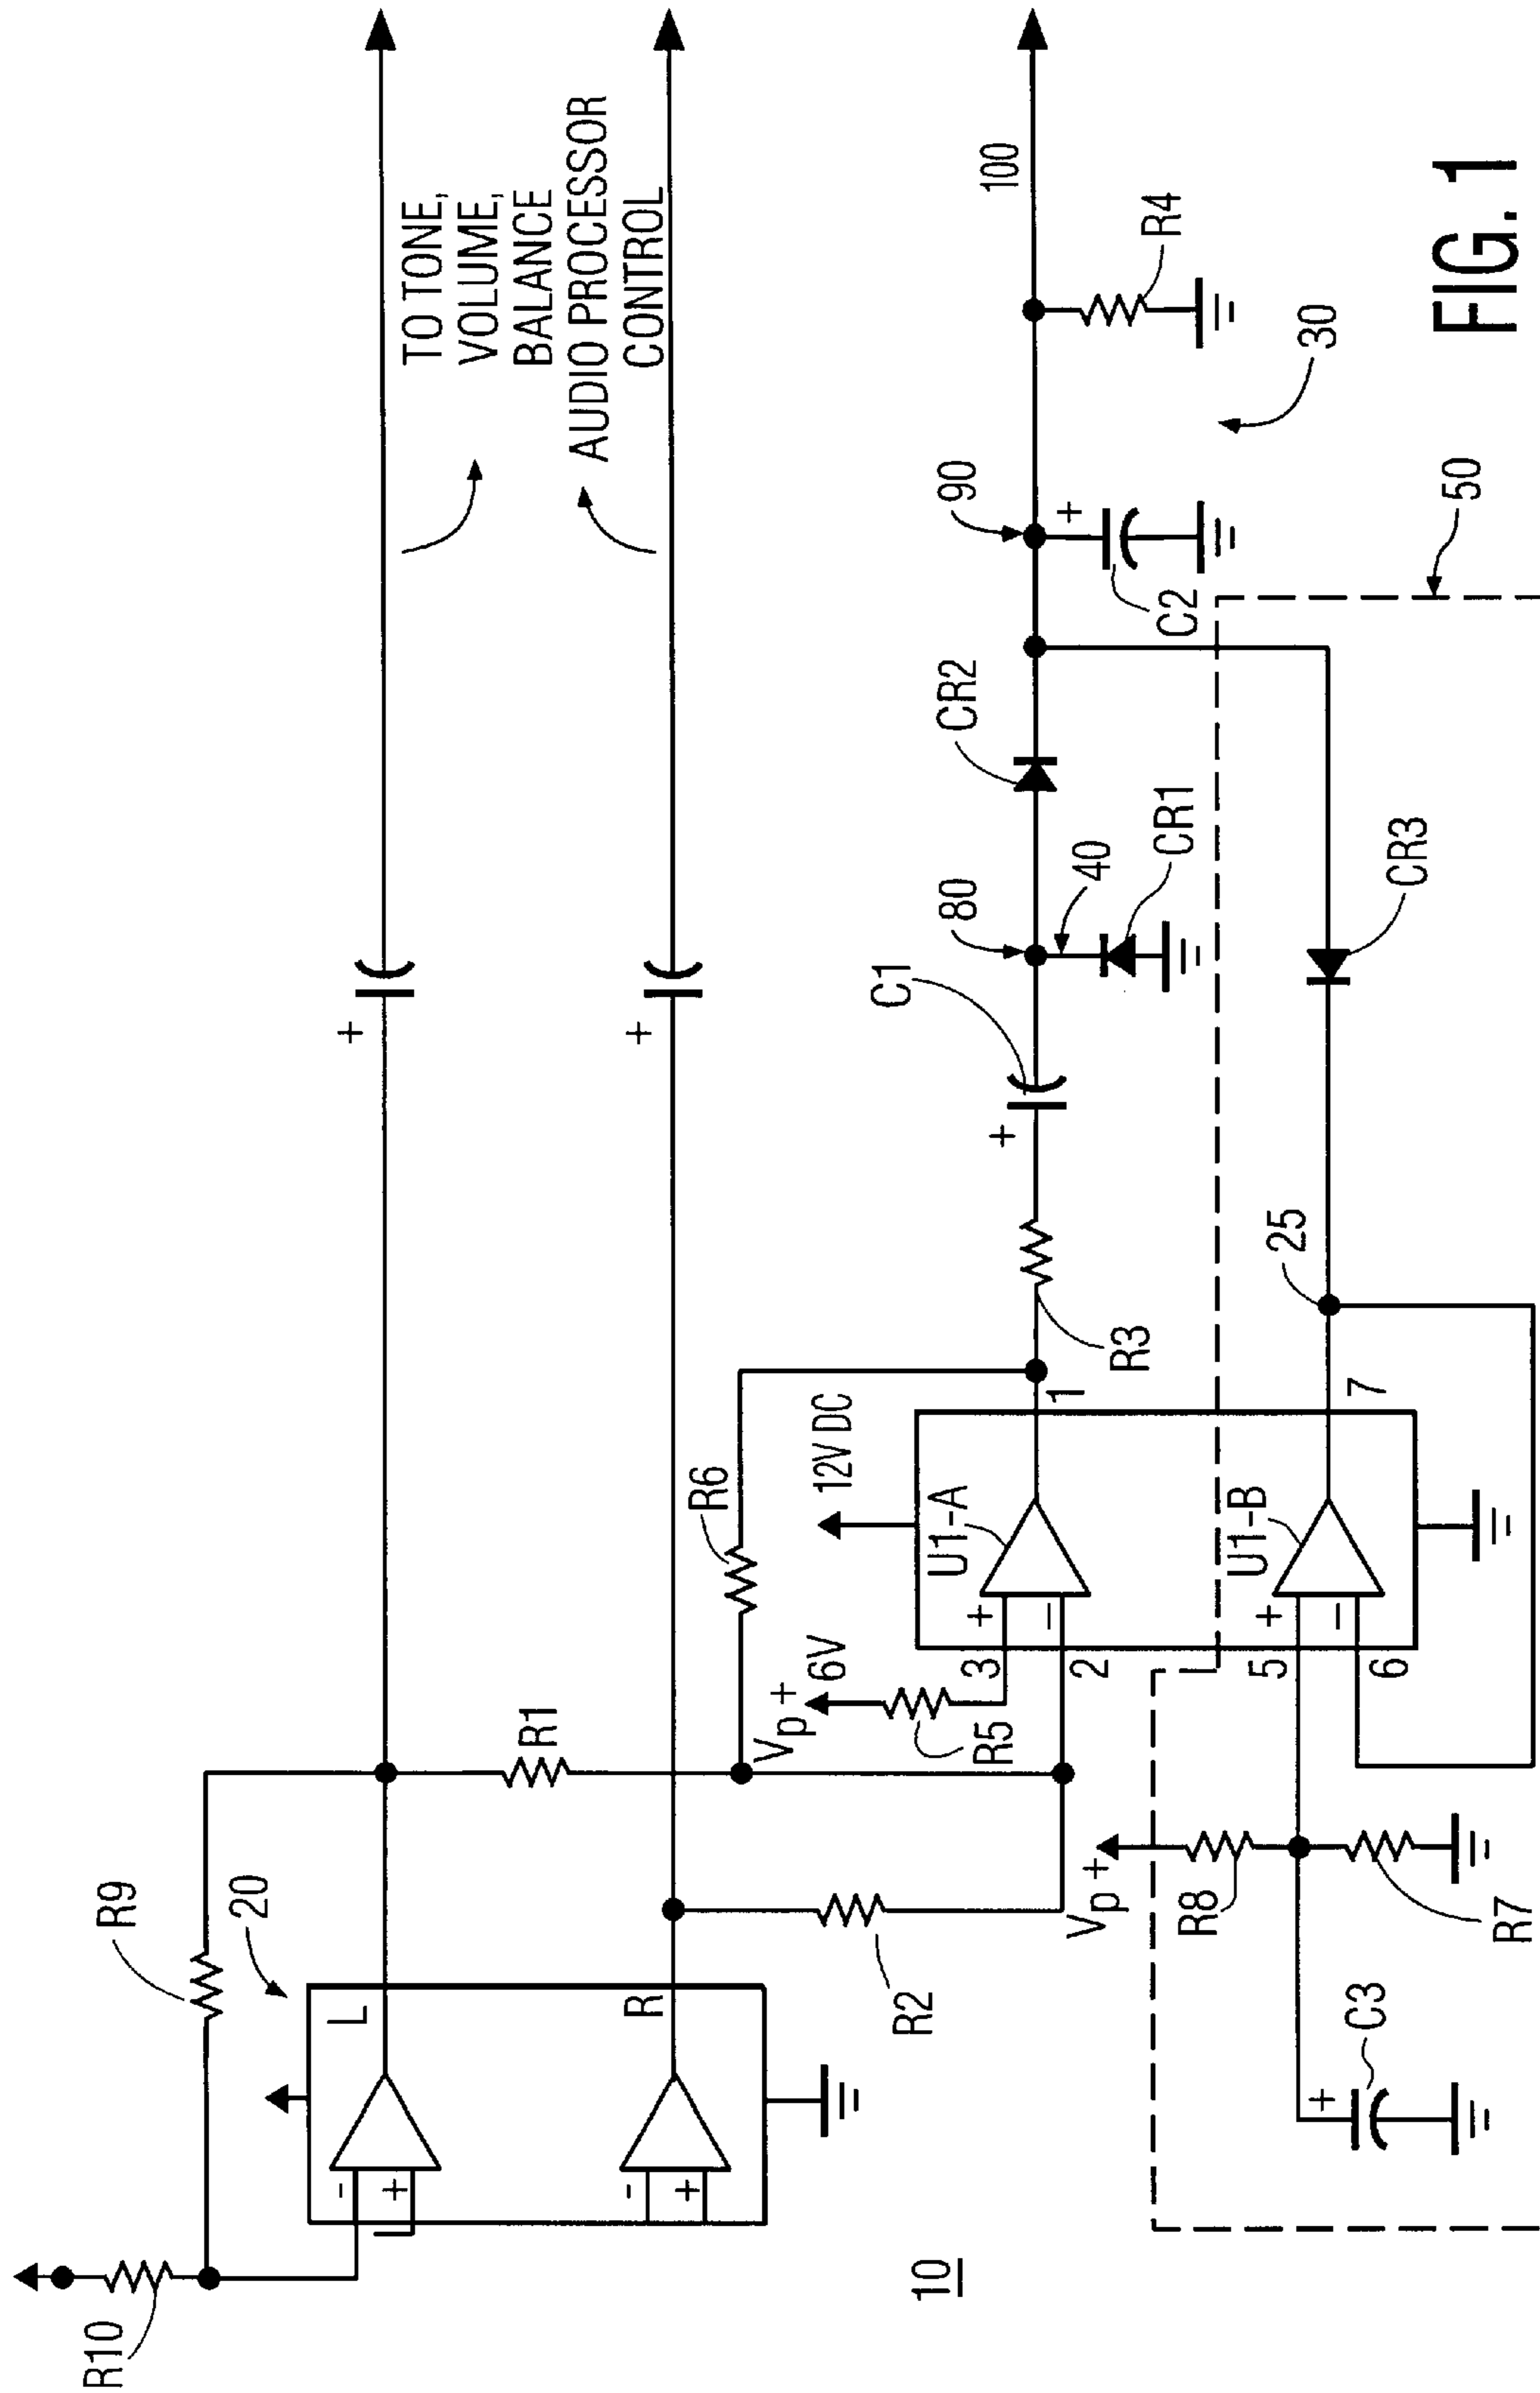 R10
R9
20
L
-
+
R
-
+
R2
R1
+
+
TO TONE,
VOLUME,
BALANCE
AUDIO PROCESSOR
CONTROL
10
Vp+
6V
R5
R6
12V DC
3
2
U1-A
+
–
1
R3
+
C1
80
40
CR1
CR2
90
+
C2
100
R4
30
50
Vp+
R8
R7
C3
+
5
6
U1-B
+
–
7
25
CR3
FIG. 1